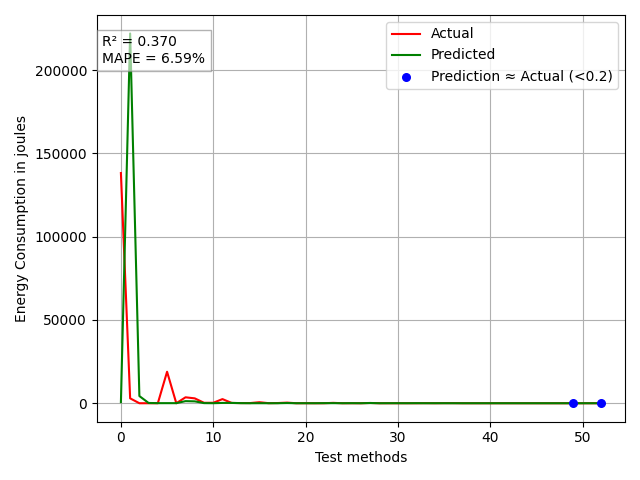 R² = 0.370
MAPE = 6.59%
Actual
Predicted
Prediction ≈ Actual (<0.2)
Energy Consumption in joules
200000
150000
100000
50000
0
0 10 20 30 40 50
Test methods